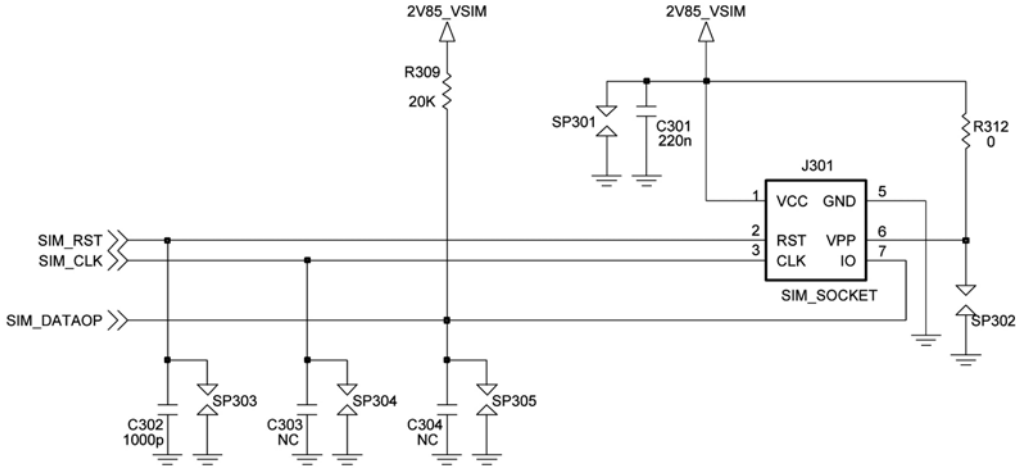 2V85_VSIM
2V85_VSIM
R309
20K
SP301
C301
220n
R312
0
J301
1 VCC GND 5
SIM_RST
2 RST VPP 6
SIM_CLK
3 CLK IO 7
SIM_SOCKET
SIM_DATAOP
SP302
SP303
SP304
SP305
C302
1000p
C303
NC
C304
NC